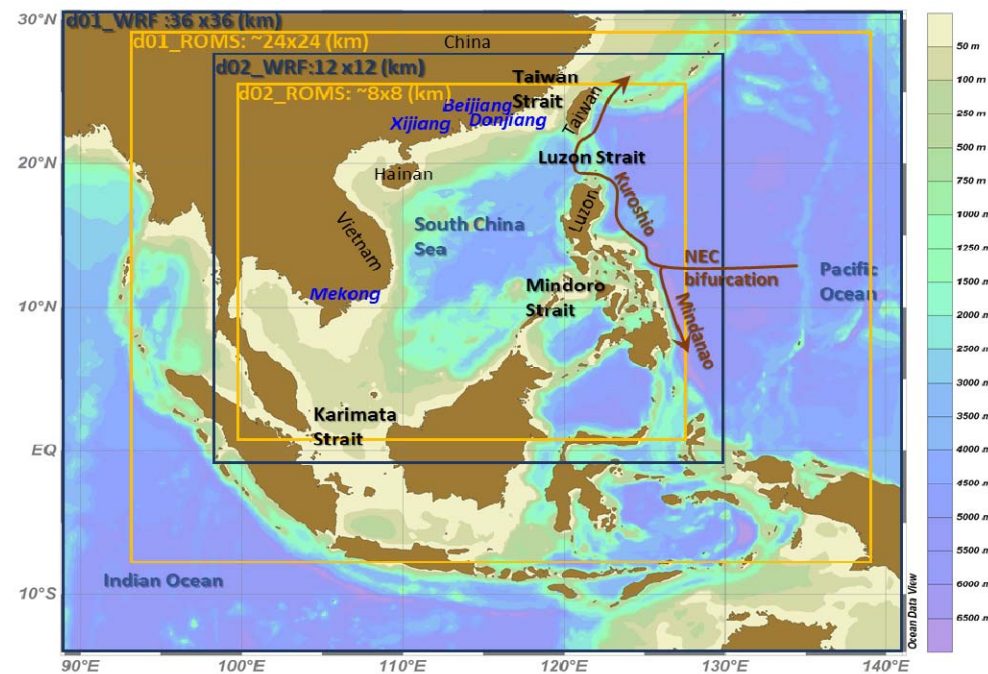 30°N
d01_WRF :36 x36 (km)
d01_ROMS: ~24x24 (km)
China
d02_WRF:12 x12 (km)
Taiwan
Strait
d02_ROMS: ~8x8 (km)
Beijiang
Donjiang
Xijiang
Taiwan
20°N
Luzon Strait
Hainan
Kuroshio
Luzon
Vietnam
South China
Sea
NEC
bifurcation
Pacific
Ocean
Mekong
Mindoro
Strait
10°N
Mindanao
Karimata
Strait
EQ
Indian Ocean
10°S
90°E
100°E
110°E
120°E
130°E
140°E
Ocean Data View
50 m
100 m
250 m
500 m
750 m
1000 m
1250 m
1500 m
2000 m
2500 m
3000 m
3500 m
4000 m
4500 m
5000 m
5500 m
6000 m
6500 m